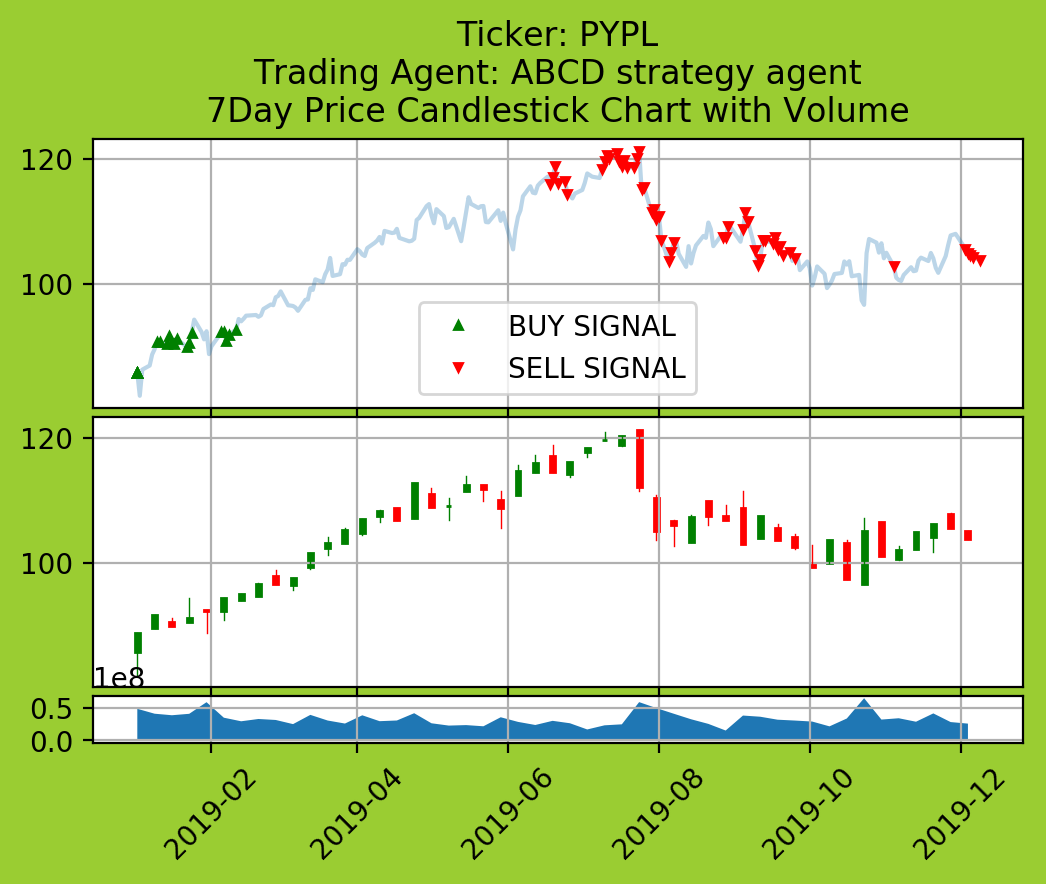 Ticker: PYPL
Trading Agent: ABCD strategy agent
7Day Price Candlestick Chart with Volume
120
100
BUY SIGNAL
SELL SIGNAL
120
100
1e8
0.5
0.0
2019-02
2019-04
2019-06
2019-08
2019-10
2019-12